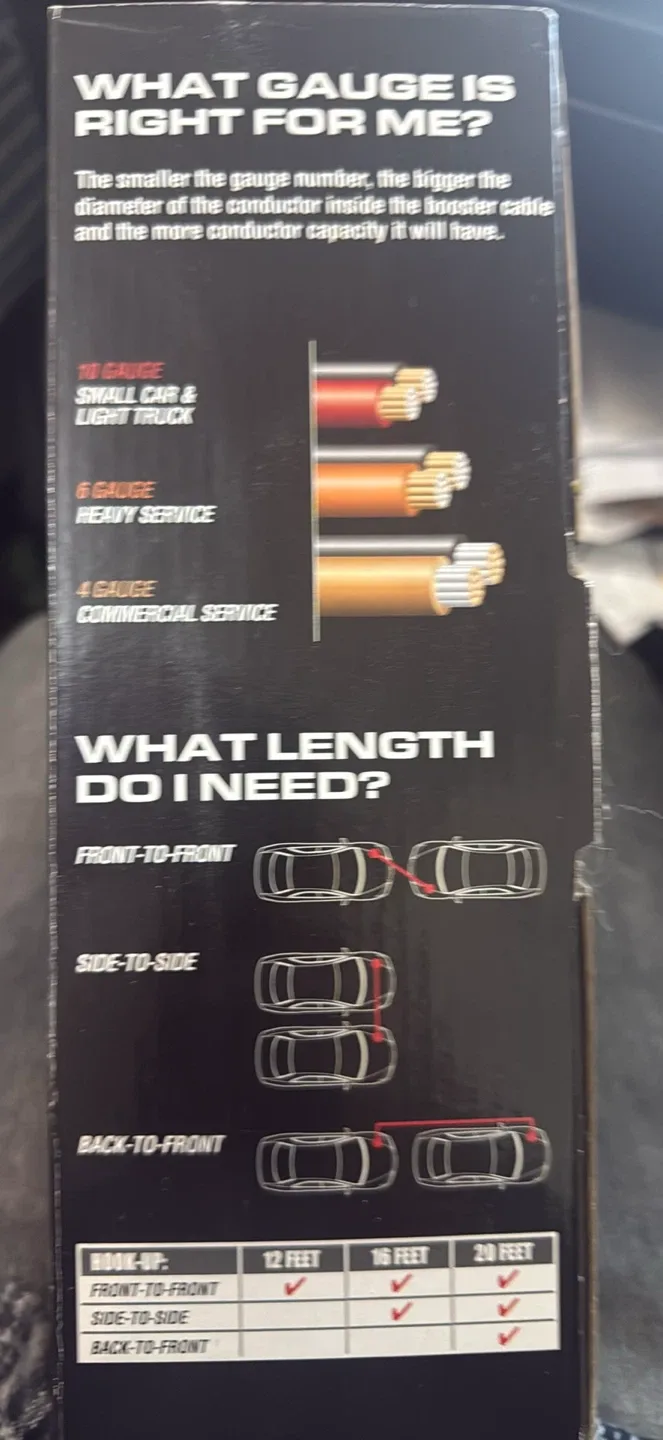 WHAT GAUGE IS
RIGHT FOR ME?
The smaller the gauge number, the bigger the
diameter of the conductor inside the booster cable
and the more conductor capacity it will have.
10 GAUGE
SMALL CAR &
LIGHT TRUCK
6 GAUGE
HEAVY SERVICE
4 GAUGE
COMMERCIAL SERVICE
WHAT LENGTH
DO I NEED?
FRONT-TO-FRONT
SIDE-TO-SIDE
BACK-TO-FRONT
HOOK-UP: 12 FEET 16 FEET 20 FEET
FRONT-TO-FRONT ✓ ✓ ✓
SIDE-TO-SIDE ✓ ✓
BACK-TO-FRONT ✓